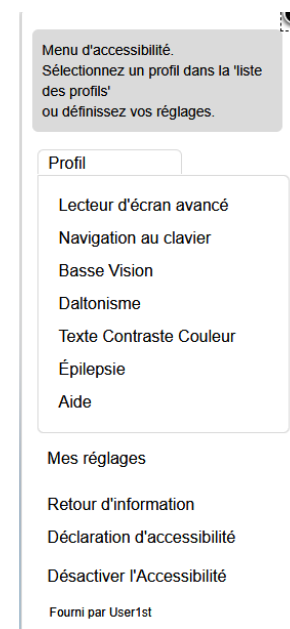 Menu d'accessibilité.
Sélectionnez un profil dans la 'liste
des profils'
ou définissez vos réglages.
Profil
Lecteur d'écran avancé
Navigation au clavier
Basse Vision
Daltonisme
Texte Contraste Couleur
Épilepsie
Aide
Mes réglages
Retour d'information
Déclaration d'accessibilité
Désactiver l'Accessibilité
Fourni par User1st